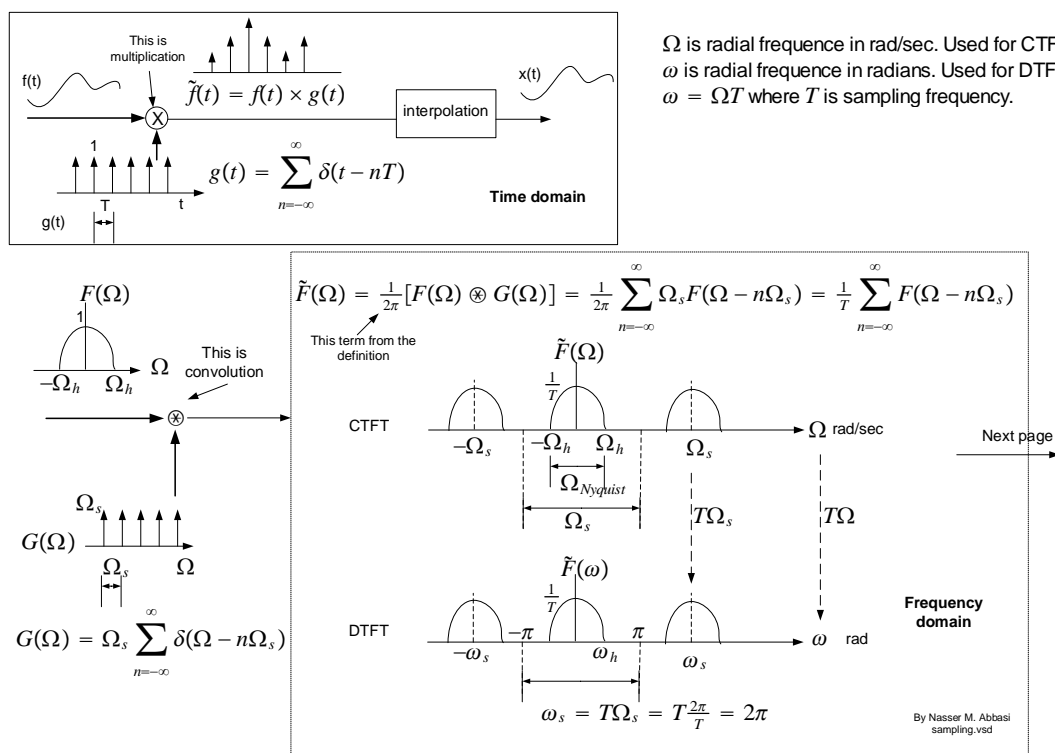 This is
multiplication
f(t)
f̃(t) = f(t) × g(t)
x(t)
X
interpolation
1
g(t) = ∑_{n=−∞}^{∞} δ(t − nT)
T
t
g(t)
Time domain
Ω is radial frequence in rad/sec. Used for CTF
ω is radial frequence in radians. Used for DTF
ω = ΩT where T is sampling frequency.
F(Ω)
1
−Ω_h Ω_h Ω
This is
convolution
Ω_s
G(Ω)
Ω_s Ω
G(Ω) = Ω_s ∑_{n=−∞}^{∞} δ(Ω − nΩ_s)
F̃(Ω) = 1/2π [F(Ω) ⊛ G(Ω)] = 1/2π ∑_{n=−∞}^{∞} Ω_s F(Ω − nΩ_s) = 1/T ∑_{n=−∞}^{∞} F(Ω − nΩ_s)
This term from the
definition
F̃(Ω)
1/T
CTFT
−Ω_s −Ω_h Ω_h Ω_s Ω rad/sec
Ω_Nyquist
Ω_s
TΩ_s TΩ
Next page
F̃(ω)
1/T
DTFT
−π π
−ω_s ω_h ω_s ω rad
ω_s = TΩ_s = T 2π/T = 2π
Frequency
domain
By Nasser M. Abbasi
sampling.vsd